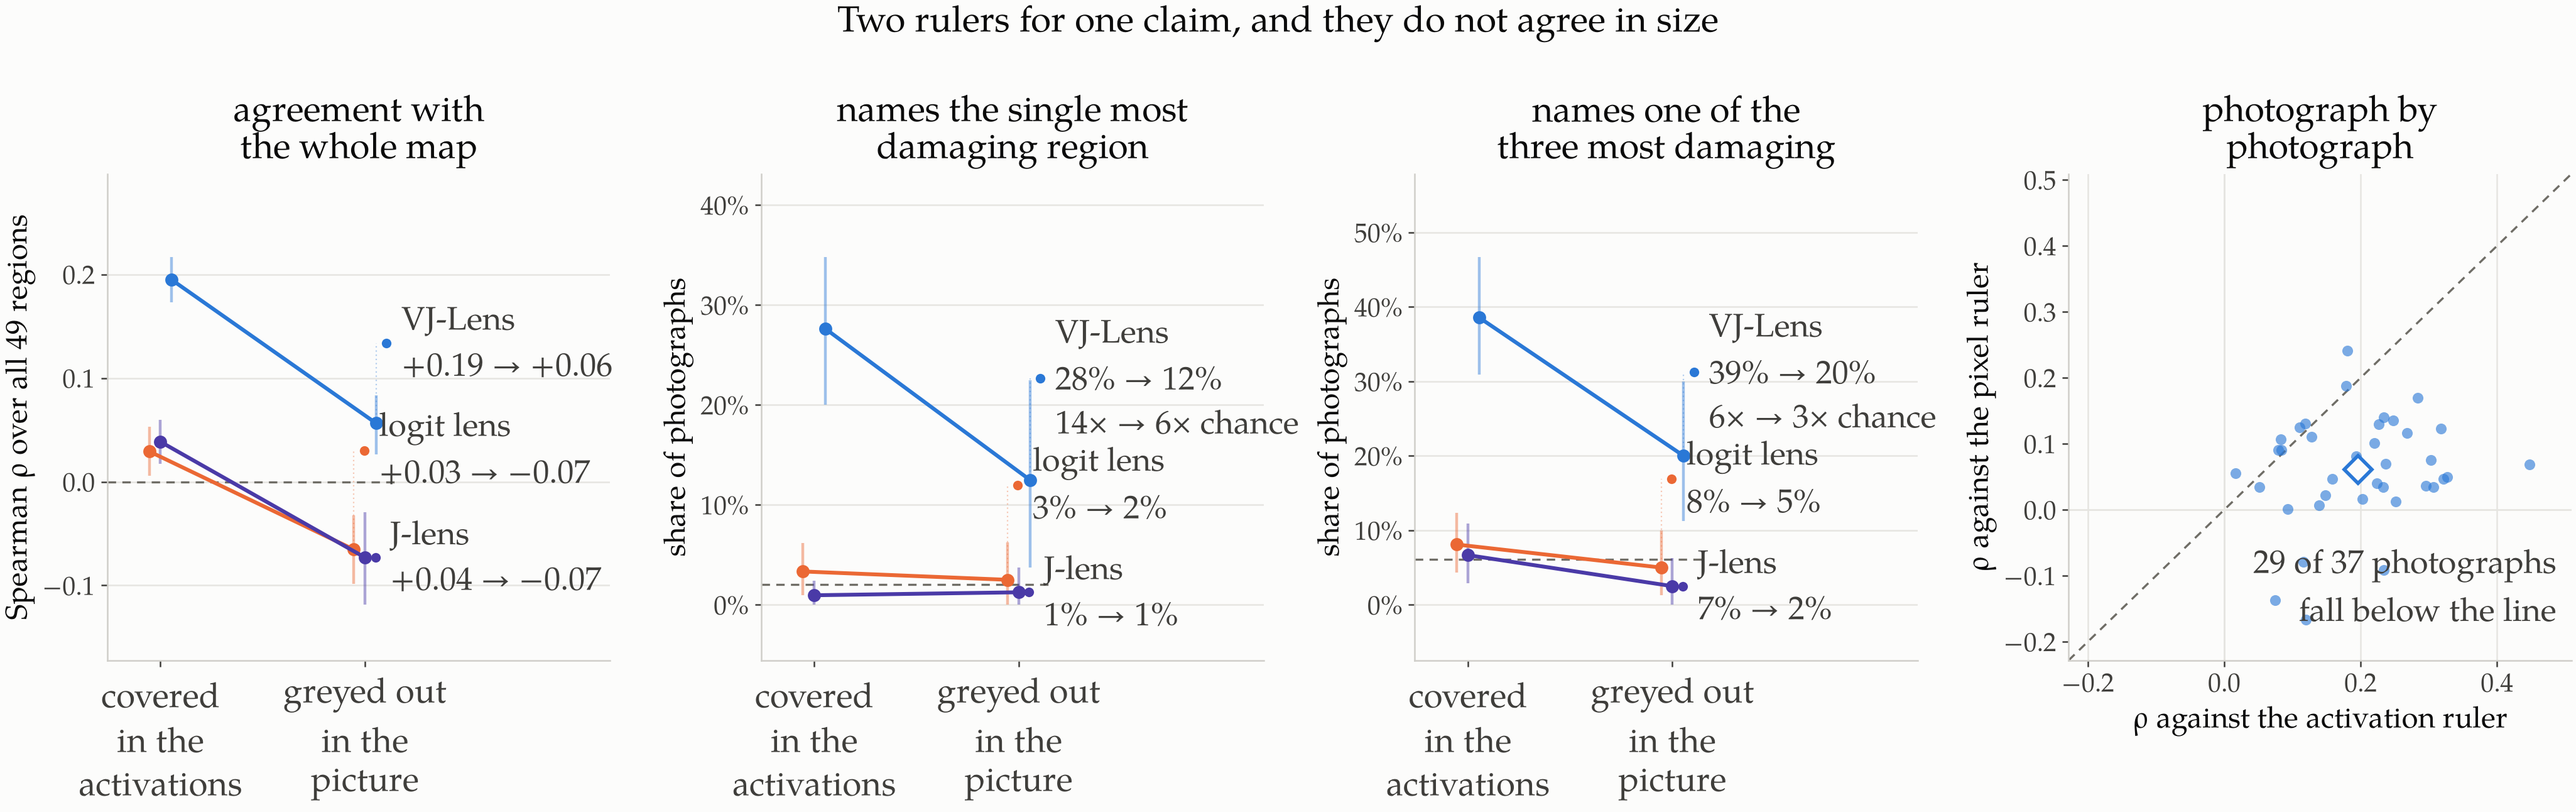 Two rulers for one claim, and they do not agree in size
agreement with
the whole map
Spearman ρ over all 49 regions
0.2
0.1
0.0
−0.1
VJ-Lens
+0.19 → +0.06
logit lens
+0.03 → −0.07
J-lens
+0.04 → −0.07
covered
in the
activations
greyed out
in the
picture
names the single most
damaging region
share of photographs
40%
30%
20%
10%
0%
VJ-Lens
28% → 12%
14× → 6× chance
logit lens
3% → 2%
J-lens
1% → 1%
covered
in the
activations
greyed out
in the
picture
names one of the
three most damaging
share of photographs
50%
40%
30%
20%
10%
0%
VJ-Lens
39% → 20%
6× → 3× chance
logit lens
8% → 5%
J-lens
7% → 2%
covered
in the
activations
greyed out
in the
picture
photograph by
photograph
ρ against the pixel ruler
0.5
0.4
0.3
0.2
0.1
0.0
−0.1
−0.2
29 of 37 photographs
fall below the line
−0.2
0.0
0.2
0.4
ρ against the activation ruler